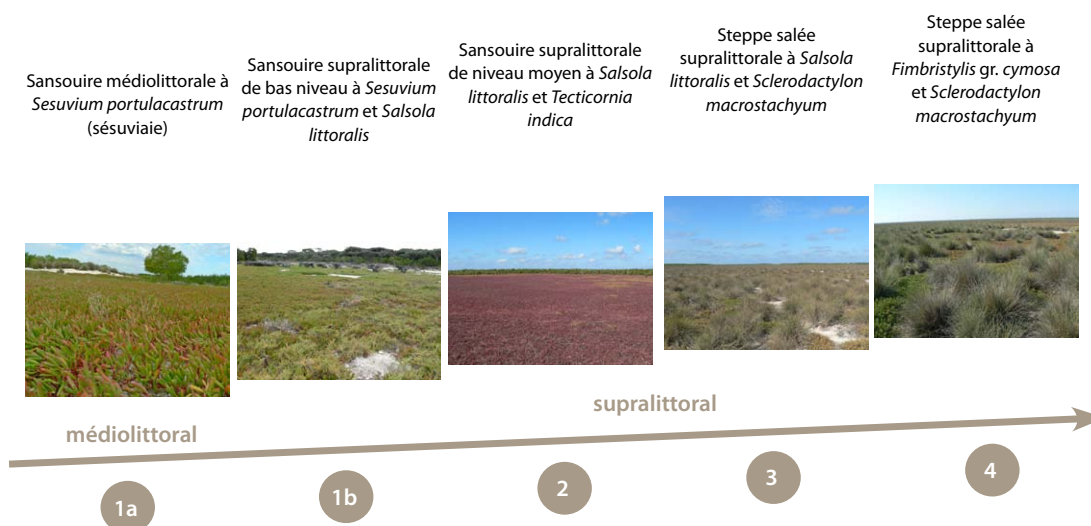 Sansouire médiolittorale à
Sesuvium portulacastrum
(sésuviaie)
Sansouire supralittorale
de bas niveau à Sesuvium
portulacastrum et Salsola
littoralis
Sansouire supralittorale
de niveau moyen à Salsola
littoralis et Tecticornia
indica
Steppe salée
supralittorale à Salsola
littoralis et Sclerodactylon
macrostachyum
Steppe salée
supralittorale à
Fimbristylis gr. cymosa
et Sclerodactylon
macrostachyum
médiolittoral
supralittoral
1a
1b
2
3
4